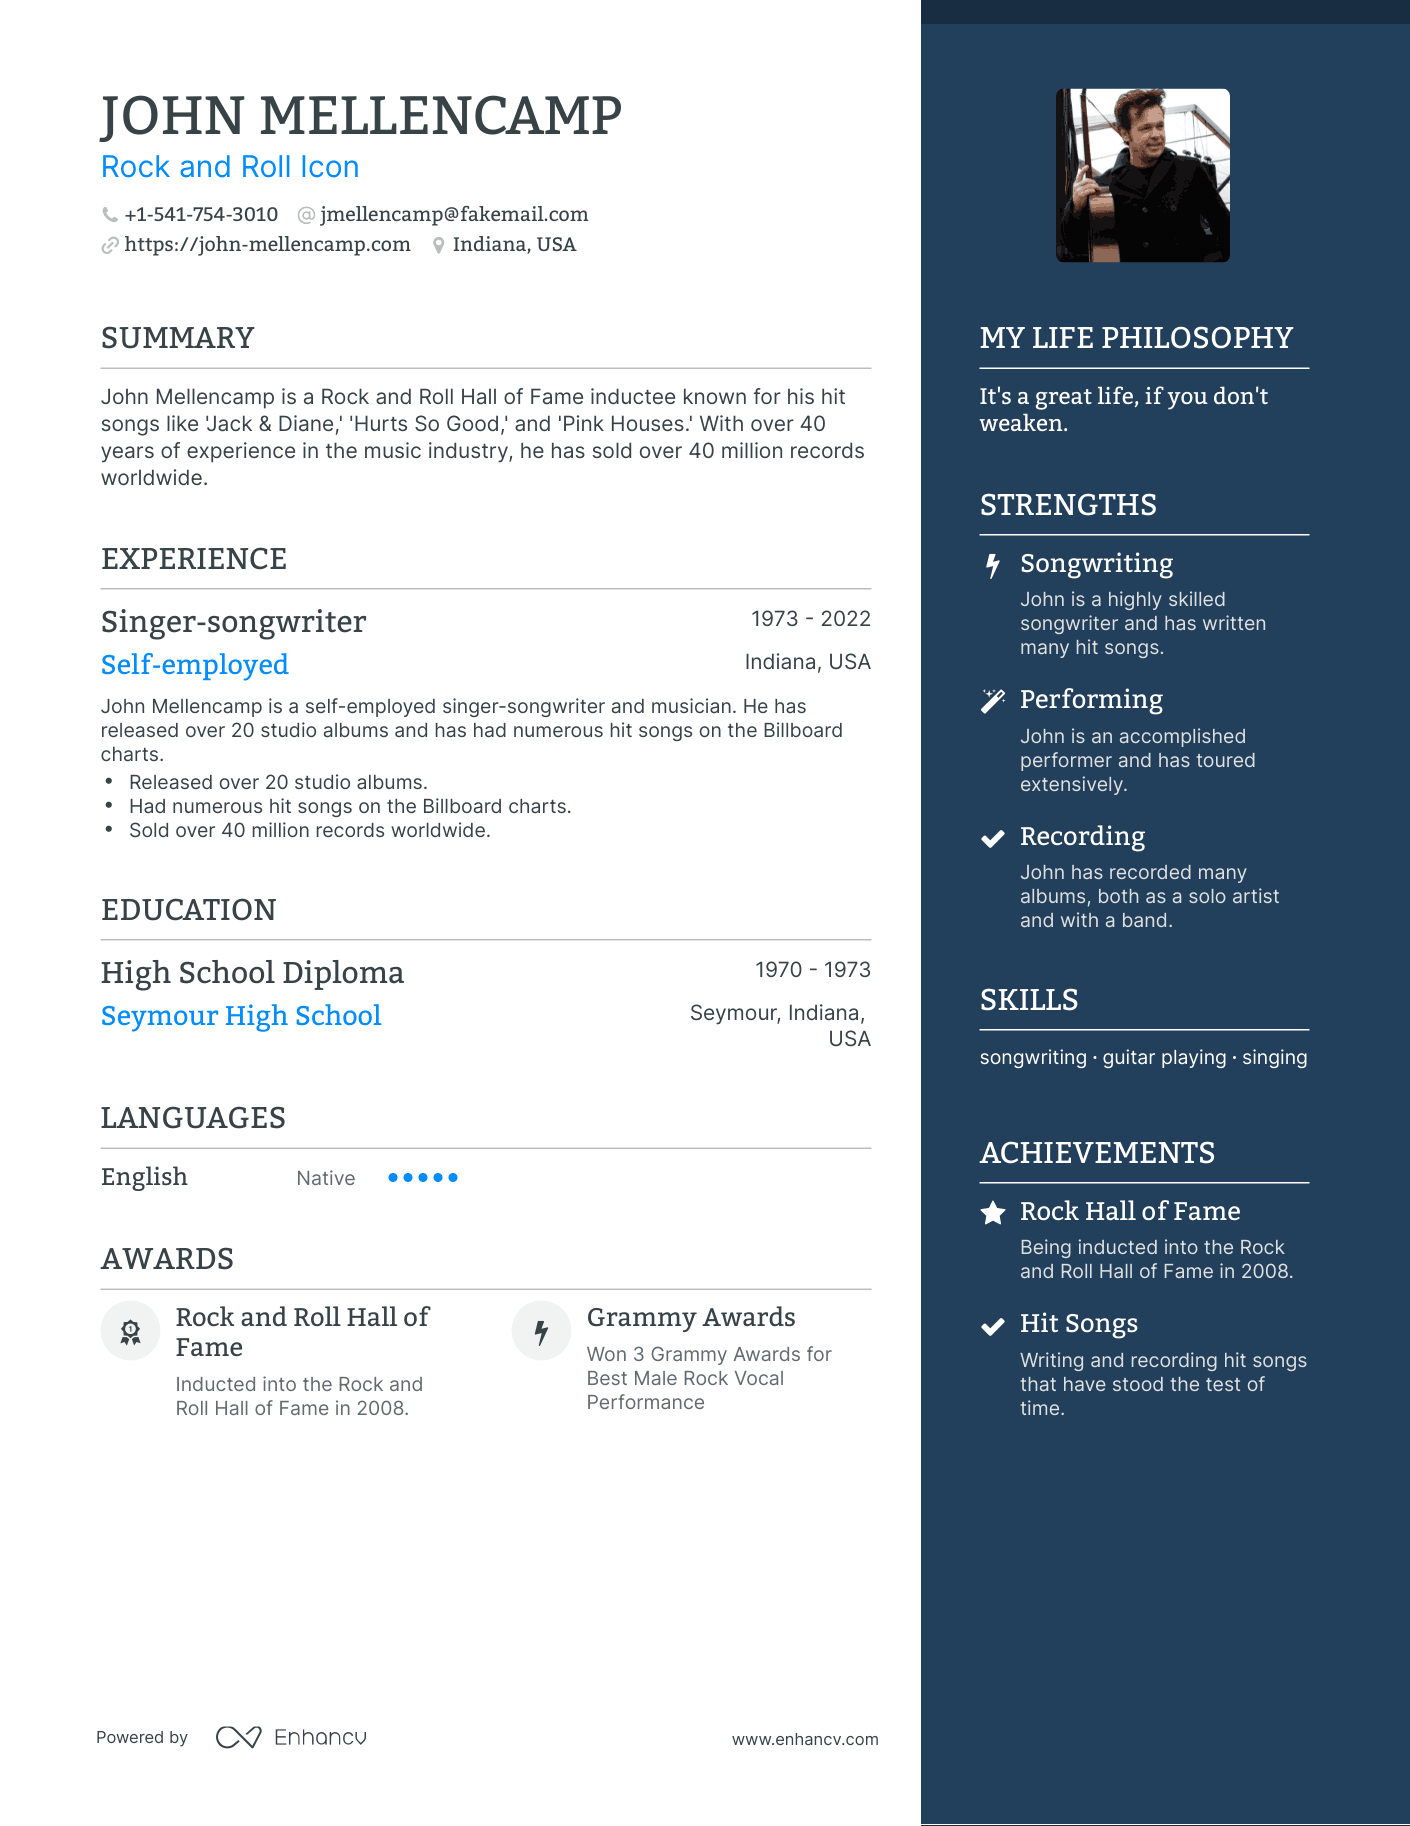 JOHN MELLENCAMP
Rock and Roll Icon
+1-541-754-3010 @ jmellencamp@fakemail.com
https://john-mellencamp.com Indiana, USA
SUMMARY
John Mellencamp is a Rock and Roll Hall of Fame inductee known for his hit
songs like 'Jack & Diane,' 'Hurts So Good,' and 'Pink Houses.' With over 40
years of experience in the music industry, he has sold over 40 million records
worldwide.
EXPERIENCE
Singer-songwriter 1973 - 2022
Self-employed Indiana, USA
John Mellencamp is a self-employed singer-songwriter and musician. He has
released over 20 studio albums and has had numerous hit songs on the Billboard
charts.
• Released over 20 studio albums.
• Had numerous hit songs on the Billboard charts.
• Sold over 40 million records worldwide.
EDUCATION
High School Diploma 1970 - 1973
Seymour High School Seymour, Indiana,
USA
LANGUAGES
English Native
AWARDS
Rock and Roll Hall of
Fame
Inducted into the Rock and
Roll Hall of Fame in 2008.
Grammy Awards
Won 3 Grammy Awards for
Best Male Rock Vocal
Performance
MY LIFE PHILOSOPHY
It's a great life, if you don't
weaken.
STRENGTHS
Songwriting
John is a highly skilled
songwriter and has written
many hit songs.
Performing
John is an accomplished
performer and has toured
extensively.
Recording
John has recorded many
albums, both as a solo artist
and with a band.
SKILLS
songwriting · guitar playing · singing
ACHIEVEMENTS
Rock Hall of Fame
Being inducted into the Rock
and Roll Hall of Fame in 2008.
Hit Songs
Writing and recording hit songs
that have stood the test of
time.
Powered by Enhancv www.enhancv.com